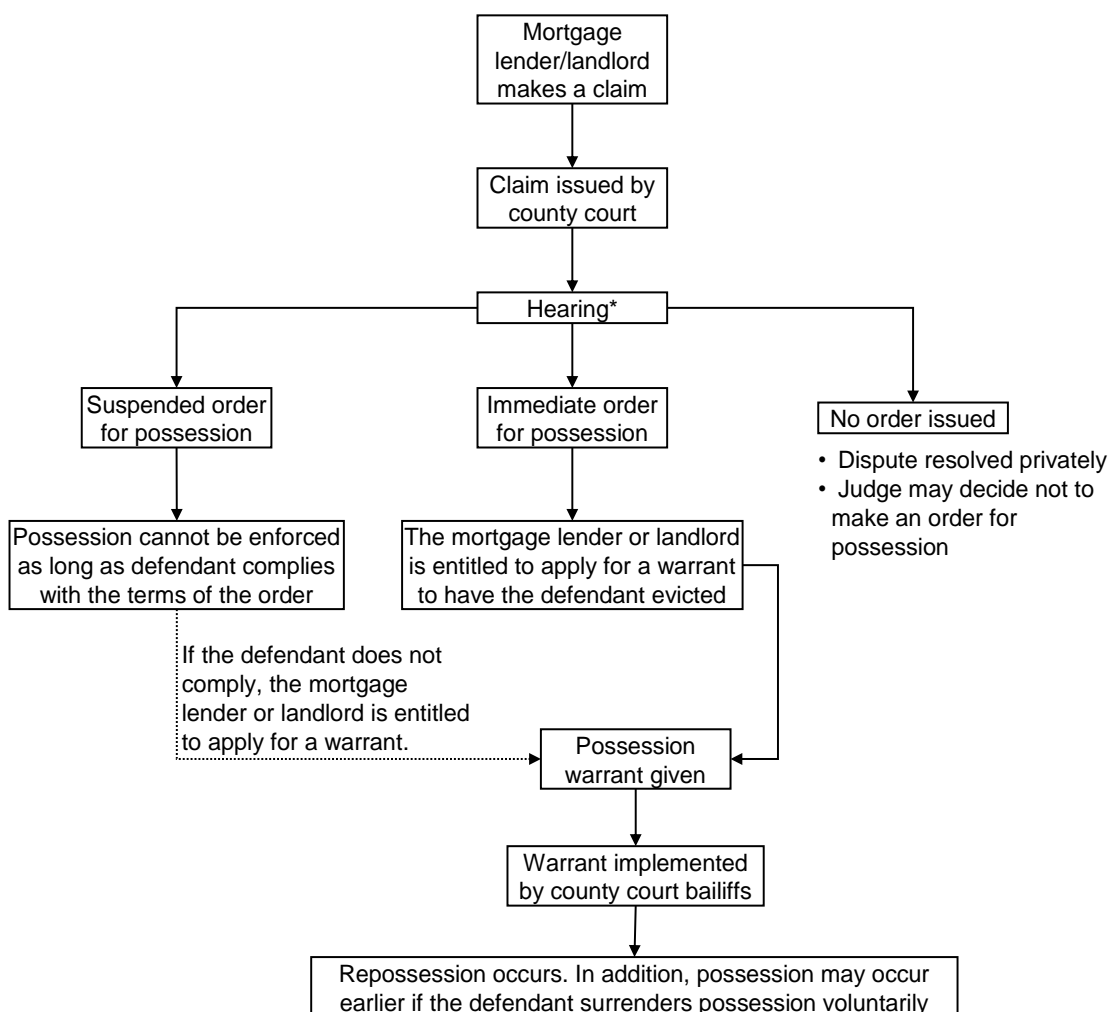 Mortgage
lender/landlord
makes a claim
Claim issued by
county court
Hearing*
Suspended order
for possession
Immediate order
for possession
No order issued
• Dispute resolved privately
• Judge may decide not to
make an order for
possession
Possession cannot be enforced
as long as defendant complies
with the terms of the order
The mortgage lender or landlord
is entitled to apply for a warrant
to have the defendant evicted
If the defendant does not
comply, the mortgage
lender or landlord is entitled
to apply for a warrant.
Possession
warrant given
Warrant implemented
by county court bailiffs
Repossession occurs. In addition, possession may occur
earlier if the defendant surrenders possession voluntarily